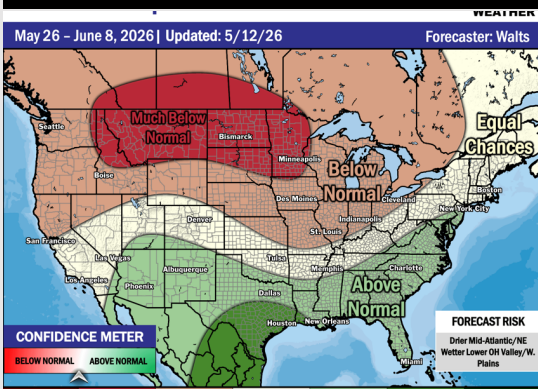 WEATHER
May 26 – June 8, 2026| Updated: 5/12/26
Forecaster: Walts
Seattle
Much Below
Normal
Bismarck
Equal
Chances
Minneapolis
Boise
Below
Normal
Boston
Des Moines
Cleveland
New York City
Denver
Indianapolis
San Francisco
St. Louis
Las Vegas
Tulsa
Albuquerque
Memphis
Charlotte
Los Angeles
Phoenix
Dallas
Above
Normal
Houston
New Orleans
Miami
CONFIDENCE METER
BELOW NORMAL
ABOVE NORMAL
FORECAST RISK
Drier Mid-Atlantic/NE
Wetter Lower OH Valley/W.
Plains